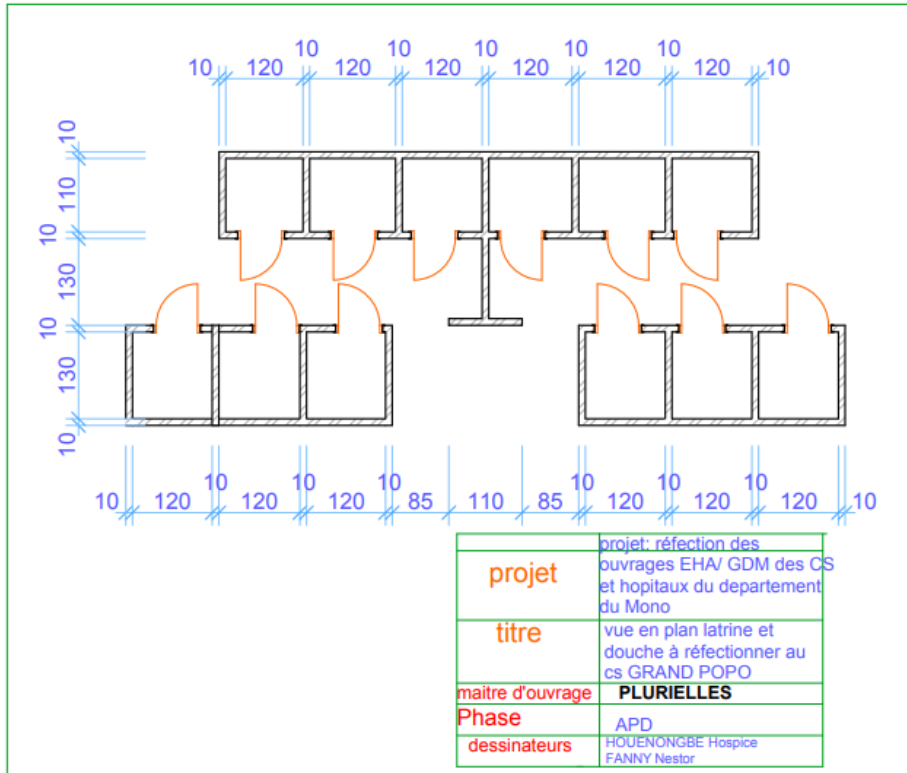 10 10 10 10 10
10 120 120 120 120 120 120 10
10
110
10
130
10
130
10
10 10 10 10 10 10
10 120 120 120 85 110 85 120 120 120 10
projet
projet: réfection des
ouvrages EHA/ GDM des CS
et hopitaux du departement
du Mono
titre
vue en plan latrine et
douche à réfectionner au
cs GRAND POPO
maitre d'ouvrage PLURIELLES
Phase APD
dessinateurs HOUENONGBE Hospice
FANNY Nestor